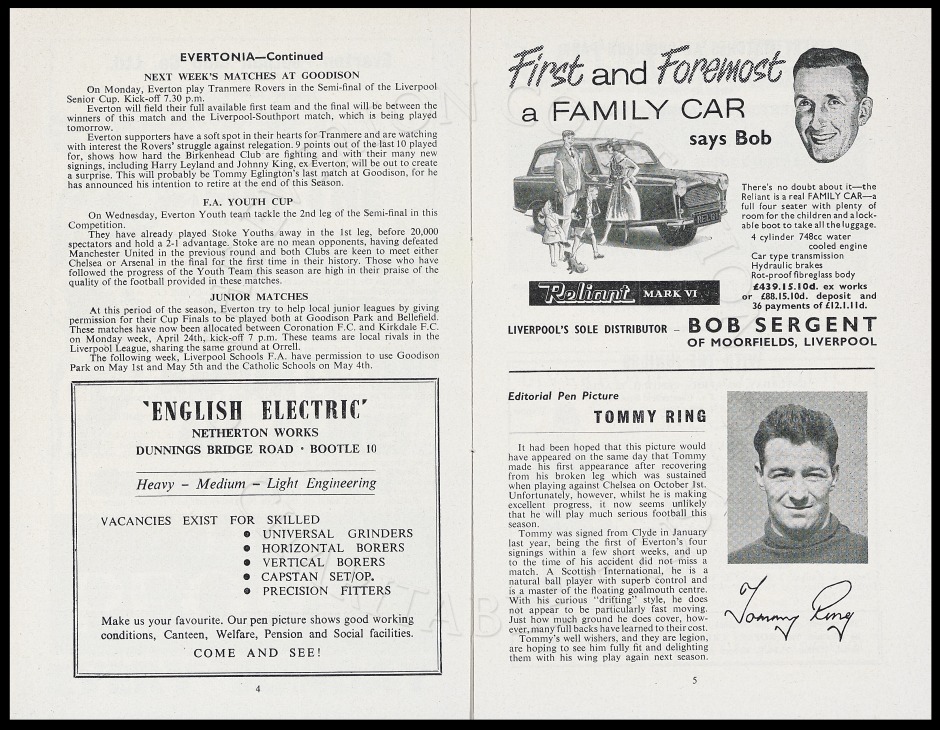 EVERTONIA—Continued
NEXT WEEK'S MATCHES AT GOODISON
On Monday, Everton play Tranmere Rovers in the Semi-final of the Liverpool
Senior Cup. Kick-off 7.30 p.m.
Everton will field their full available first team and the final will be between the
winners of this match and the Liverpool-Southport match, which is being played
tomorrow.
Everton supporters have a soft spot in their hearts for Tranmere and are watching
with interest the Rovers' struggle against relegation. 9 points out of the last 10 played
for, shows how hard the Birkenhead Club are fighting and with their many new
signings, including Harry Leyland and Johnny King, ex Everton, will be out to create
a surprise. This will probably be Tommy Eglington's last match at Goodison, for he
has announced his intention to retire at the end of this Season.
F.A. YOUTH CUP
On Wednesday, Everton Youth team tackle the 2nd leg of the Semi-final in this
Competition.
They have already played Stoke Youths away in the 1st leg, before 20,000
spectators and hold a 2-1 advantage. Stoke are no mean opponents, having defeated
Manchester United in the previous round and both Clubs are keen to meet either
Chelsea or Arsenal in the final for the first time in their history. Those who have
followed the progress of the Youth Team this season are high in their praise of the
quality of the football provided in these matches.
JUNIOR MATCHES
At this period of the season, Everton try to help local junior leagues by giving
permission for their Cup Finals to be played both at Goodison Park and Bellefield.
These matches have now been allocated between Coronation F.C. and Kirkdale F.C.
on Monday week, April 24th, kick-off 7 p.m. These teams are local rivals in the
Liverpool League, sharing the same ground at Orrell.
The following week, Liverpool Schools F.A. have permission to use Goodison
Park on May 1st and May 5th and the Catholic Schools on May 4th.
'ENGLISH ELECTRIC'
NETHERTON WORKS
DUNNINGS BRIDGE ROAD · BOOTLE 10
Heavy – Medium – Light Engineering
VACANCIES EXIST FOR SKILLED
● UNIVERSAL GRINDERS
● HORIZONTAL BORERS
● VERTICAL BORERS
● CAPSTAN SET/OP.
● PRECISION FITTERS
Make us your favourite. Our pen picture shows good working
conditions, Canteen, Welfare, Pension and Social facilities.
COME AND SEE!
4
First and Foremost
a FAMILY CAR
says Bob
There's no doubt about it—the
Reliant is a real FAMILY CAR—a
full four seater with plenty of
room for the children and a lock-
able boot to take all the luggage.
4 cylinder 748cc water
cooled engine
Car type transmission
Hydraulic brakes
Rot-proof fibreglass body
£439.15.10d. ex works
or £88.15.10d. deposit and
36 payments of £12.1.11d.
Reliant MARK VI
LIVERPOOL'S SOLE DISTRIBUTOR – BOB SERGENT
OF MOORFIELDS, LIVERPOOL
Editorial Pen Picture
TOMMY RING
It had been hoped that this picture would
have appeared on the same day that Tommy
made his first appearance after recovering
from his broken leg which was sustained
when playing against Chelsea on October 1st.
Unfortunately, however, whilst he is making
excellent progress, it now seems unlikely
that he will play much serious football this
season.
Tommy was signed from Clyde in January
last year, being the first of Everton's four
signings within a few short weeks, and up
to the time of his accident did not miss a
match. A Scottish International, he is a
natural ball player with superb control and
is a master of the floating goalmouth centre.
With his curious "drifting" style, he does
not appear to be particularly fast moving.
Just how much ground he does cover, how-
ever, many full backs have learned to their cost.
Tommy's well wishers, and they are legion,
are hoping to see him fully fit and delighting
them with his wing play again next season.
Tommy Ring
5